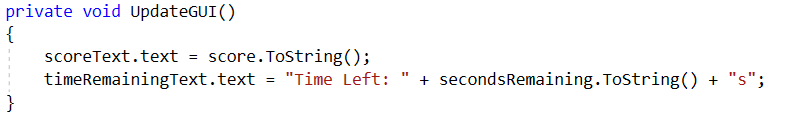 private void UpdateGUI()
{
    scoreText.text = score.ToString();
    timeRemainingText.text = "Time Left: " + secondsRemaining.ToString() + "s";
}